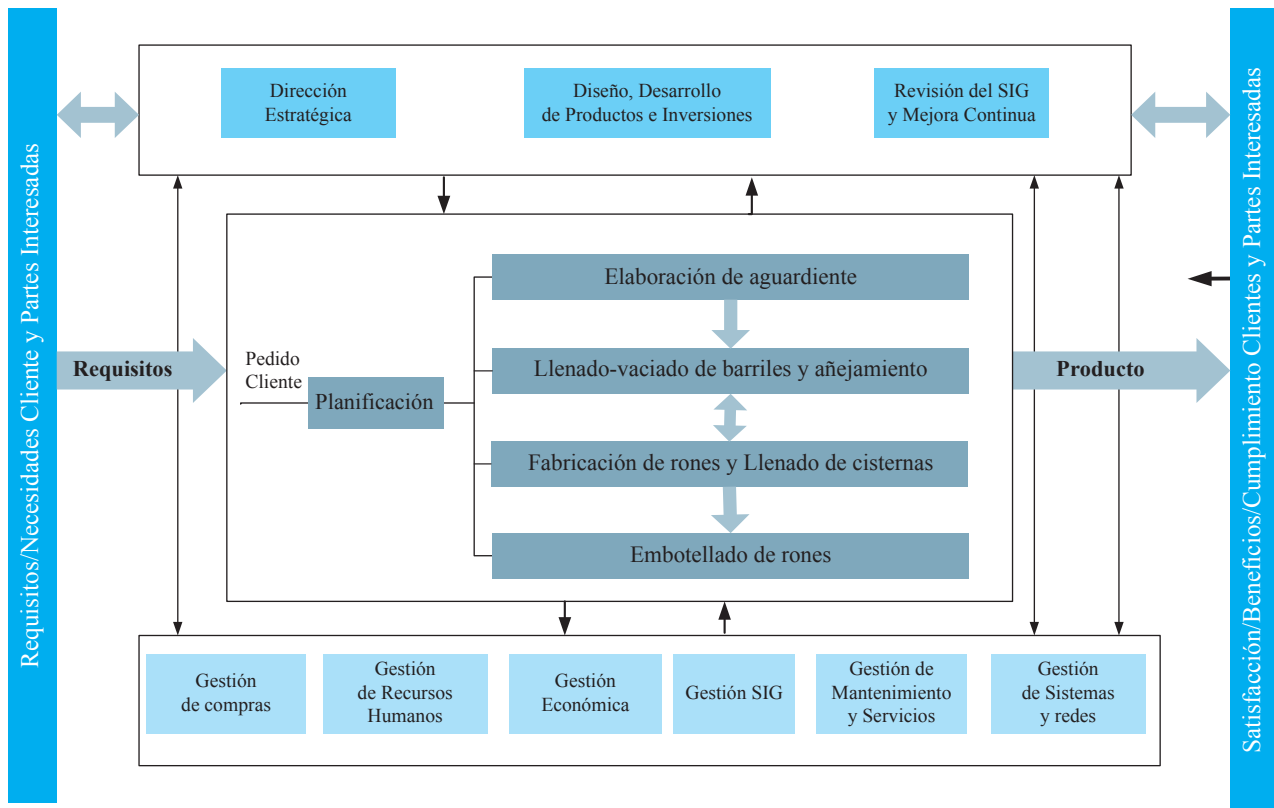 Requisitos/Necesidades Cliente y Partes Interesadas
Dirección
Estratégica
Diseño, Desarrollo
de Productos e Inversiones
Revisión del SIG
y Mejora Continua
Requisitos
Pedido
Cliente
Planificación
Elaboración de aguardiente
Llenado-vaciado de barriles y añejamiento
Fabricación de rones y Llenado de cisternas
Embotellado de rones
Producto
Gestión
de compras
Gestión
de Recursos
Humanos
Gestión
Económica
Gestión SIG
Gestión de
Mantenimiento
y Servicios
Gestión
de Sistemas
y redes
Satisfacción/Beneficios/Cumplimiento Clientes y Partes Interesadas